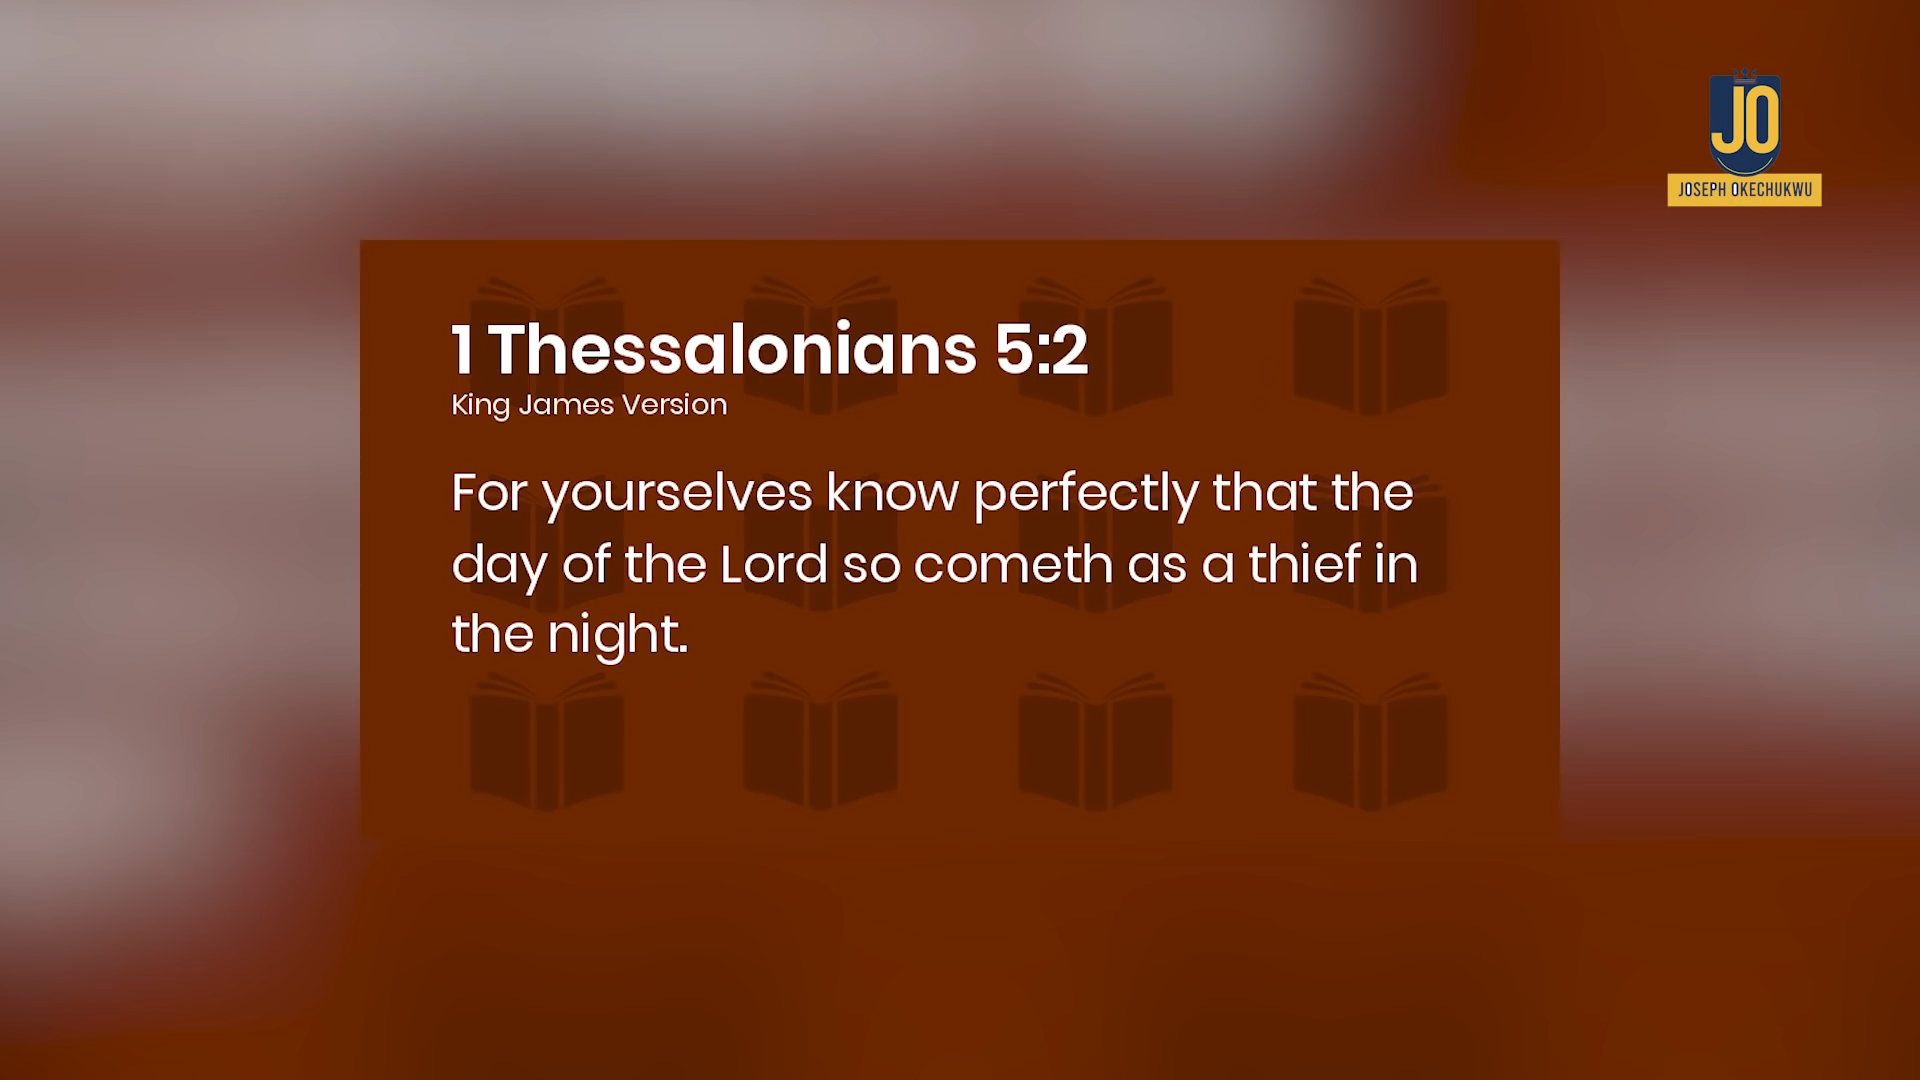 JO
JOSEPH OKECHUKWU
1 Thessalonians 5:2
King James Version
For yourselves know perfectly that the
day of the Lord so cometh as a thief in
the night.